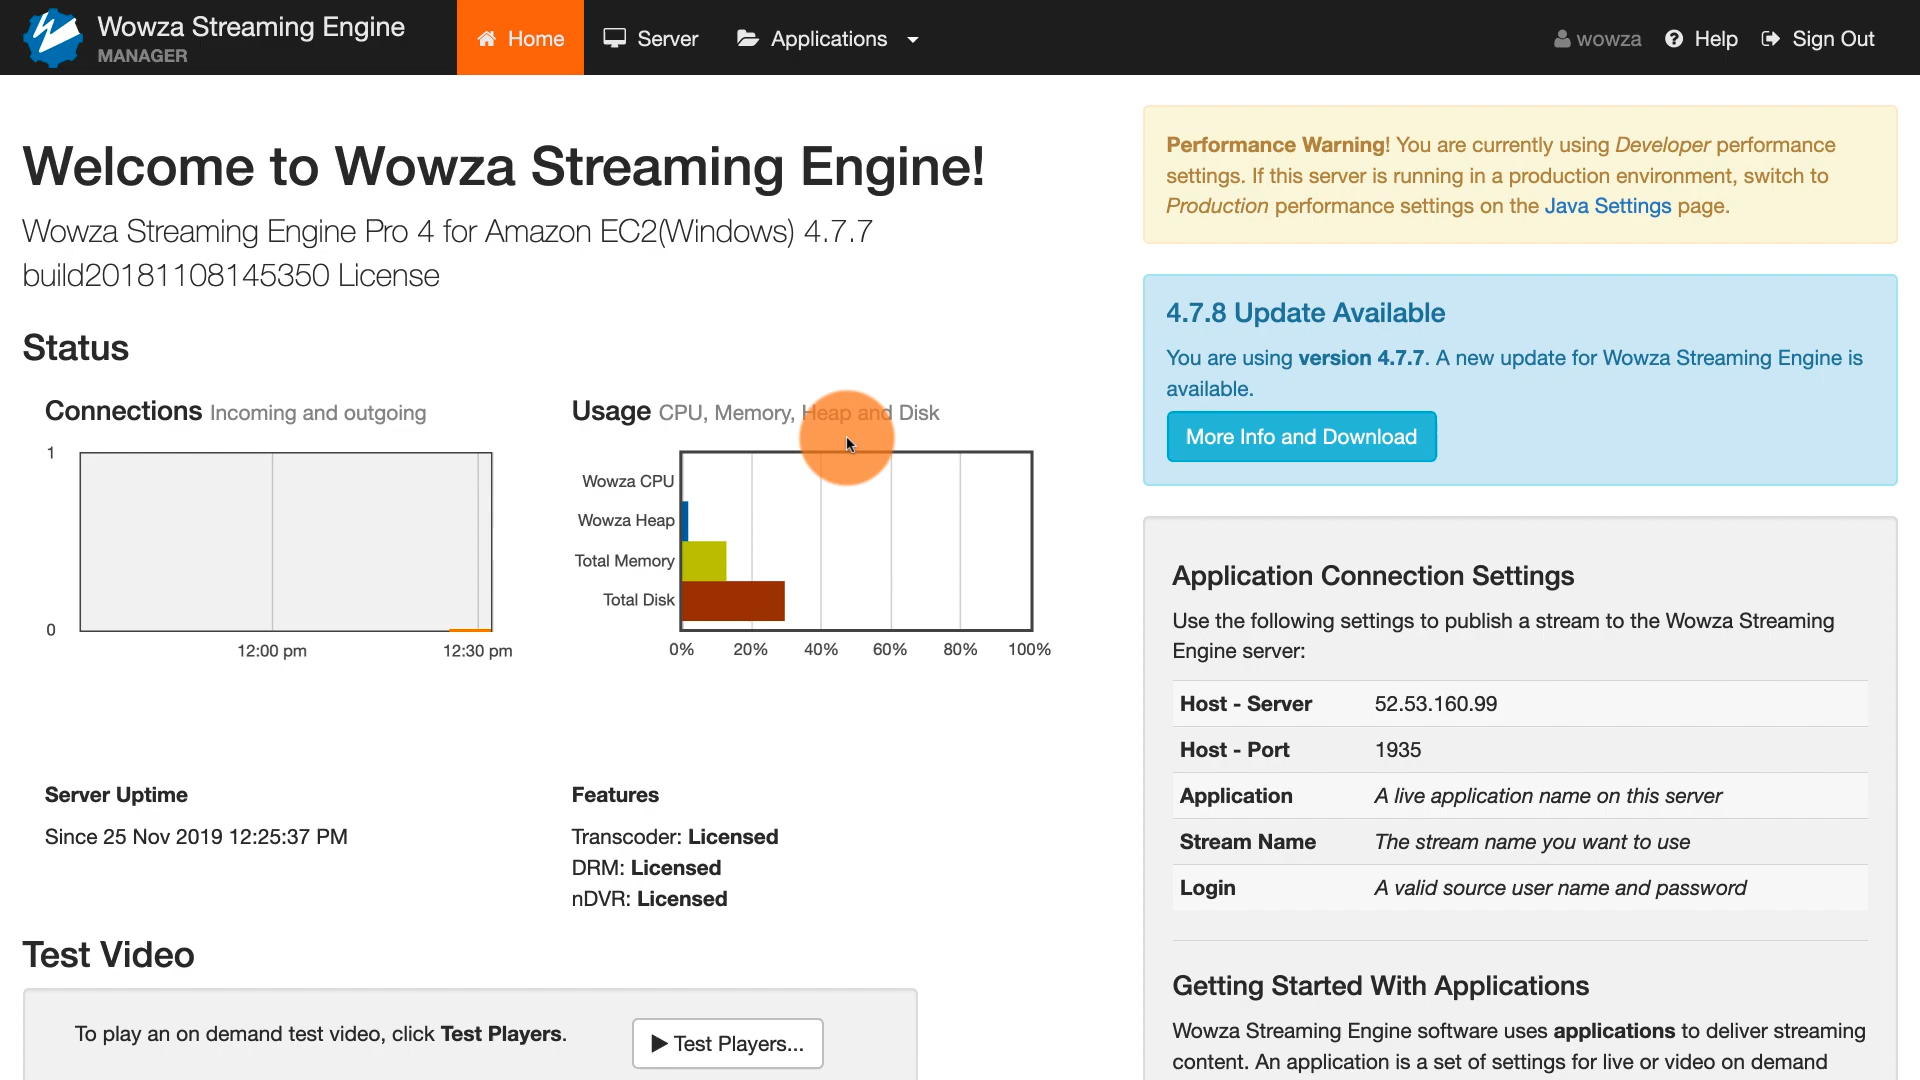 Wowza Streaming Engine
MANAGER
Home
Server
Applications
wowza
Help
Sign Out
Welcome to Wowza Streaming Engine!
Wowza Streaming Engine Pro 4 for Amazon EC2(Windows) 4.7.7
build20181108145350 License
Status
Connections Incoming and outgoing
1
0
12:00 pm
12:30 pm
Usage CPU, Memory, Heap and Disk
Wowza CPU
Wowza Heap
Total Memory
Total Disk
0%
20%
40%
60%
80%
100%
Server Uptime
Since 25 Nov 2019 12:25:37 PM
Features
Transcoder: Licensed
DRM: Licensed
nDVR: Licensed
Test Video
To play an on demand test video, click Test Players.
Test Players...
Performance Warning! You are currently using Developer performance
settings. If this server is running in a production environment, switch to
Production performance settings on the Java Settings page.
4.7.8 Update Available
You are using version 4.7.7. A new update for Wowza Streaming Engine is
available.
More Info and Download
Application Connection Settings
Use the following settings to publish a stream to the Wowza Streaming
Engine server:
Host - Server 52.53.160.99
Host - Port 1935
Application A live application name on this server
Stream Name The stream name you want to use
Login A valid source user name and password
Getting Started With Applications
Wowza Streaming Engine software uses applications to deliver streaming
content. An application is a set of settings for live or video on demand